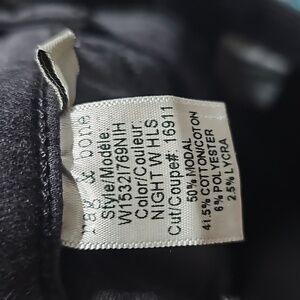 rag & bone
Style/Modèle.
W1532I769NIH
Color/Couleur
NIGHT W/HLS
Cut/Coupe#: 16911
50% MODAL
41.5% COTTON/COTON
6% POLYESTER
2.5% LYCRA